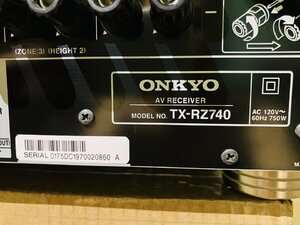 (ZONE 3) (HEIGHT 2)
ONKYO
AV RECEIVER
MODEL NO. TX-RZ740
AC 120V~
60Hz 750W
SERIAL 0175DC1970020860 A